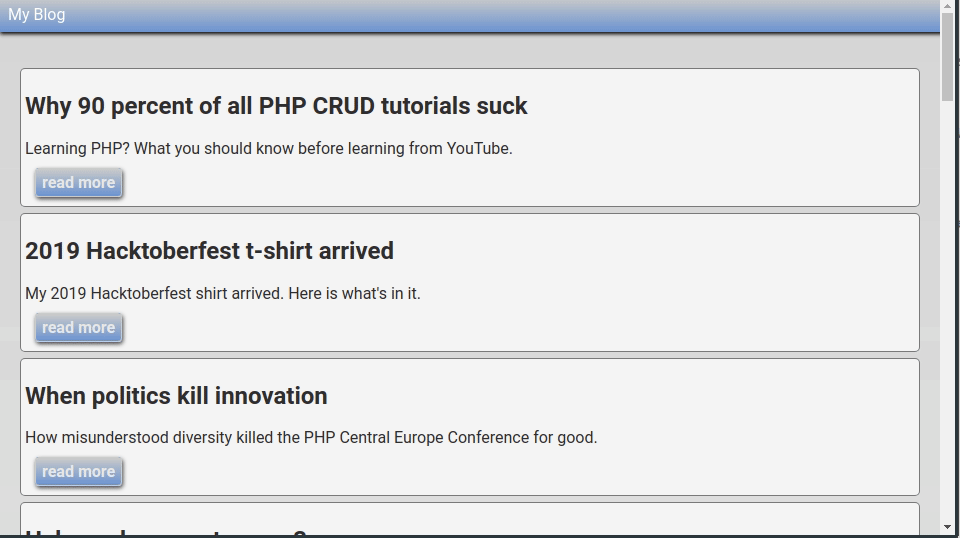 My Blog
Why 90 percent of all PHP CRUD tutorials suck
Learning PHP? What you should know before learning from YouTube.
read more
2019 Hacktoberfest t-shirt arrived
My 2019 Hacktoberfest shirt arrived. Here is what's in it.
read more
When politics kill innovation
How misunderstood diversity killed the PHP Central Europe Conference for good.
read more